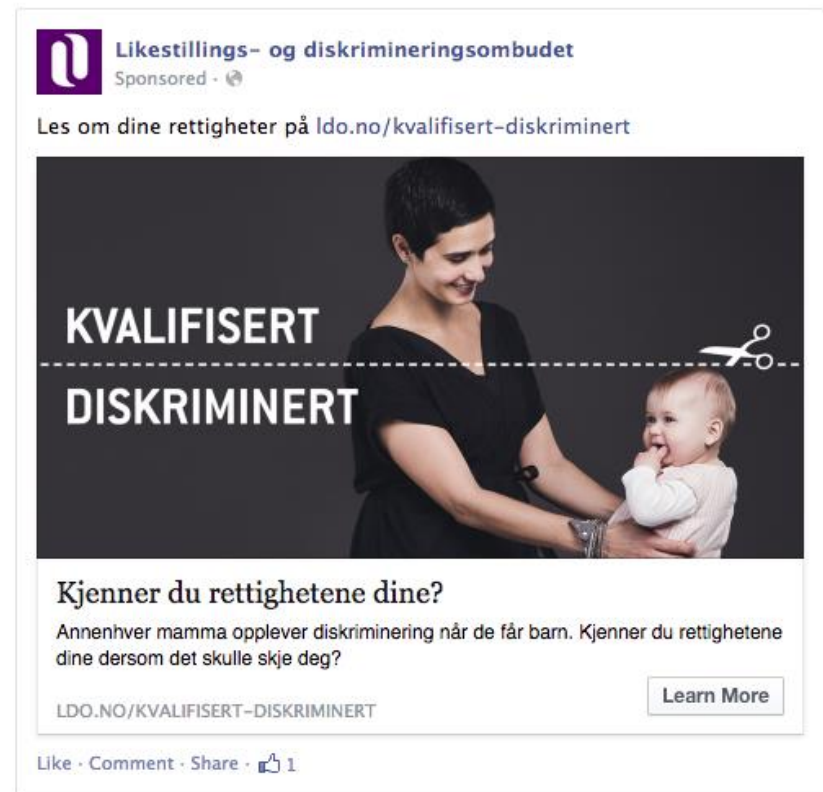 Likestillings- og diskrimineringsombudet
Sponsored ·
Les om dine rettigheter på ldo.no/kvalifisert-diskriminert
KVALIFISERT
DISKRIMINERT
Kjenner du rettighetene dine?
Annenhver mamma opplever diskriminering når de får barn. Kjenner du rettighetene
dine dersom det skulle skje deg?
LDO.NO/KVALIFISERT-DISKRIMINERT
Learn More
Like · Comment · Share · 1